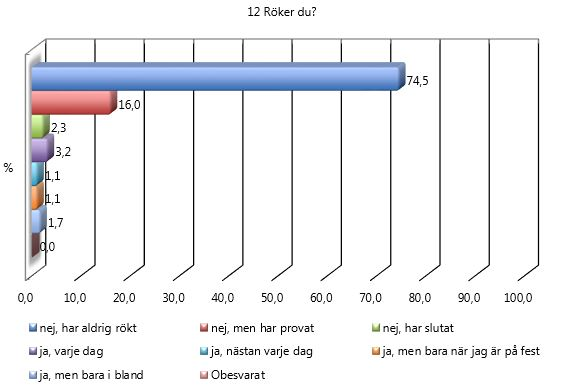 12 Röker du?
74,5
16,0
2,3
3,2
%
1,1
1,1
1,7
0,0
0,0 10,0 20,0 30,0 40,0 50,0 60,0 70,0 80,0 90,0 100,0
nej, har aldrig rökt nej, men har provat nej, har slutat
ja, varje dag ja, nästan varje dag ja, men bara när jag är på fest
ja, men bara i bland Obesvarat